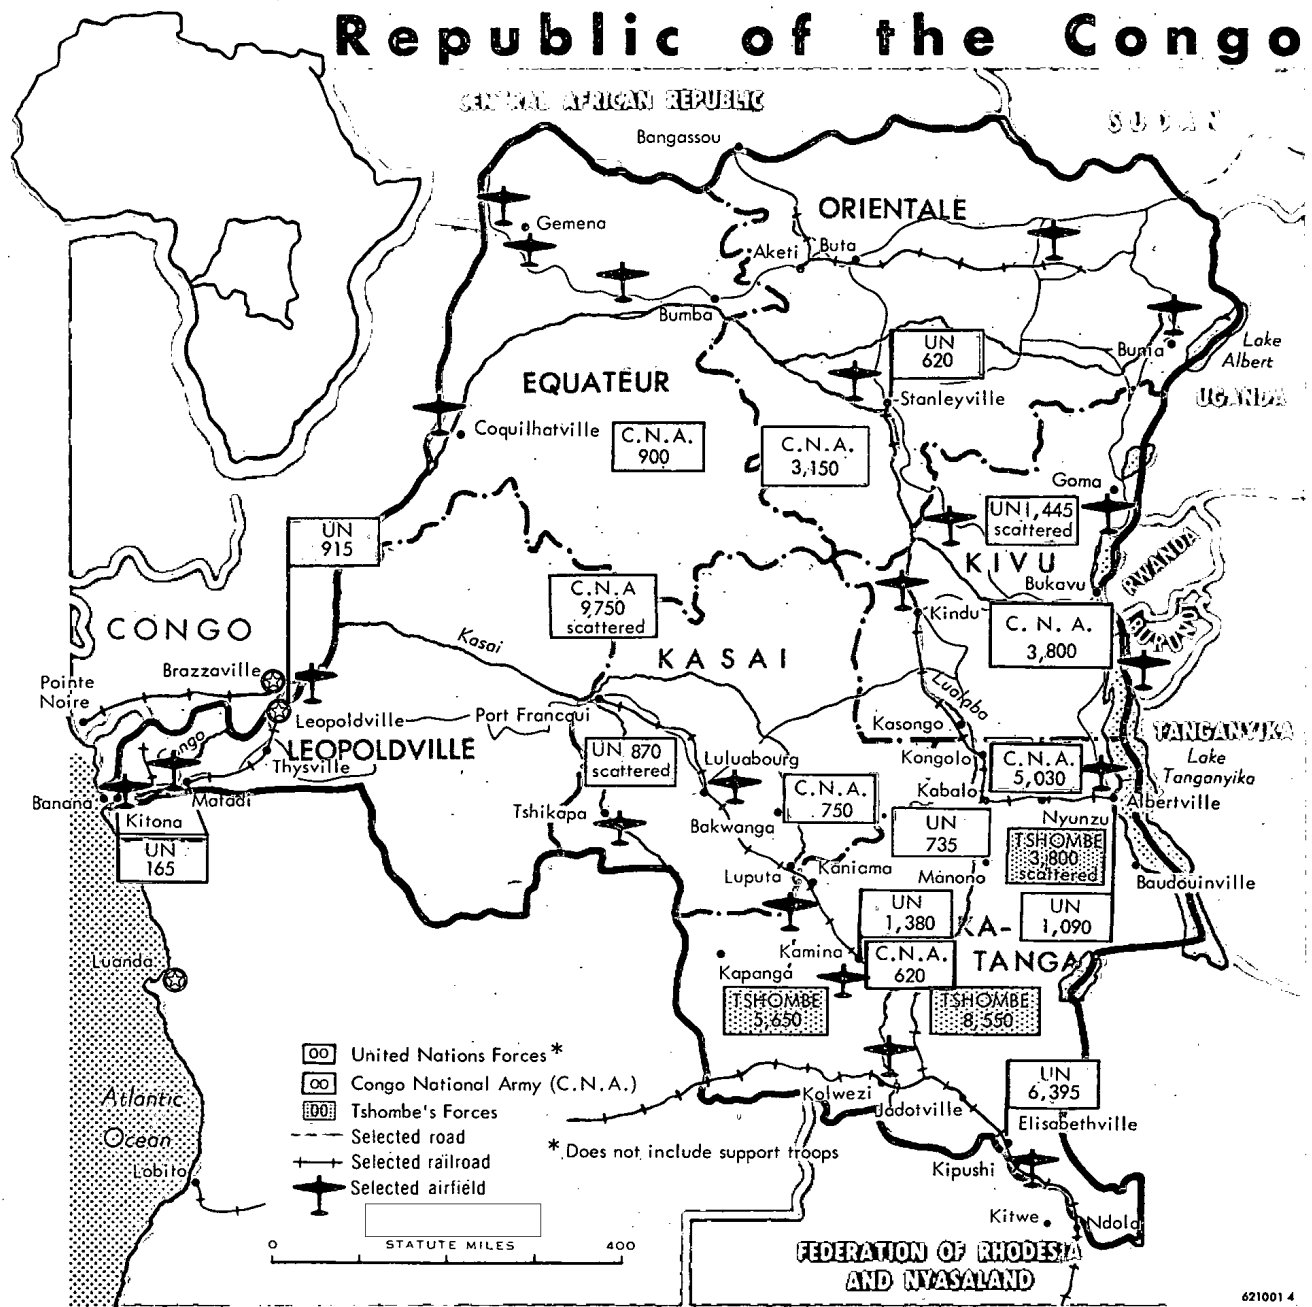 Republic of the Congo
CENTRAL AFRICAN REPUBLIC
SUDAN
Bangassou
ORIENTALE
Gemena
Aketi
Buta
Bumba
UN
620
Bunia
Lake
Albert
EQUATEUR
Stanleyville
UGANDA
Coquilhatville
C.N.A.
900
C.N.A.
3,150
Goma
UN 1,445
scattered
UN
915
KIVU
RWANDA
Bukavu
C.N.A
9,750
scattered
Kindu
C. N. A.
3,800
BURUNDI
CONGO
Kasai
KASAI
Brazzaville
Pointe
Noire
Lualaba
Leopoldville
Port Francqui
Kasongo
TANGANYIKA
Congo
LEOPOLDVILLE
UN 870
scattered
Luluabourg
Kongolo
C.N.A.
5,030
Lake
Tanganyika
Thysville
Banana
Matadi
C.N.A.
750
Kabalo
Albertville
Kitona
Tshikapa
Bakwanga
UN
735
Nyunzu
UN
165
TSHOMBE
3,800
scattered
Luputa
Kaniama
Manono
Baudouinville
UN
1,380
UN
1,090
KA-
TANGA
Luanda
Kamina
C.N.A.
620
Kapanga
TSHOMBE
5,650
TSHOMBE
8,550
United Nations Forces *
Congo National Army (C.N.A.)
Tshombe's Forces
Selected road
Selected railroad
Selected airfield
* Does not include support troops
UN
6,395
Atlantic
Ocean
Kolwezi
Jadotville
Elisabethville
Lobito
Kipushi
Kitwe
Ndola
0
STATUTE MILES
400
FEDERATION OF RHODESIA
AND NYASALAND
621001 4